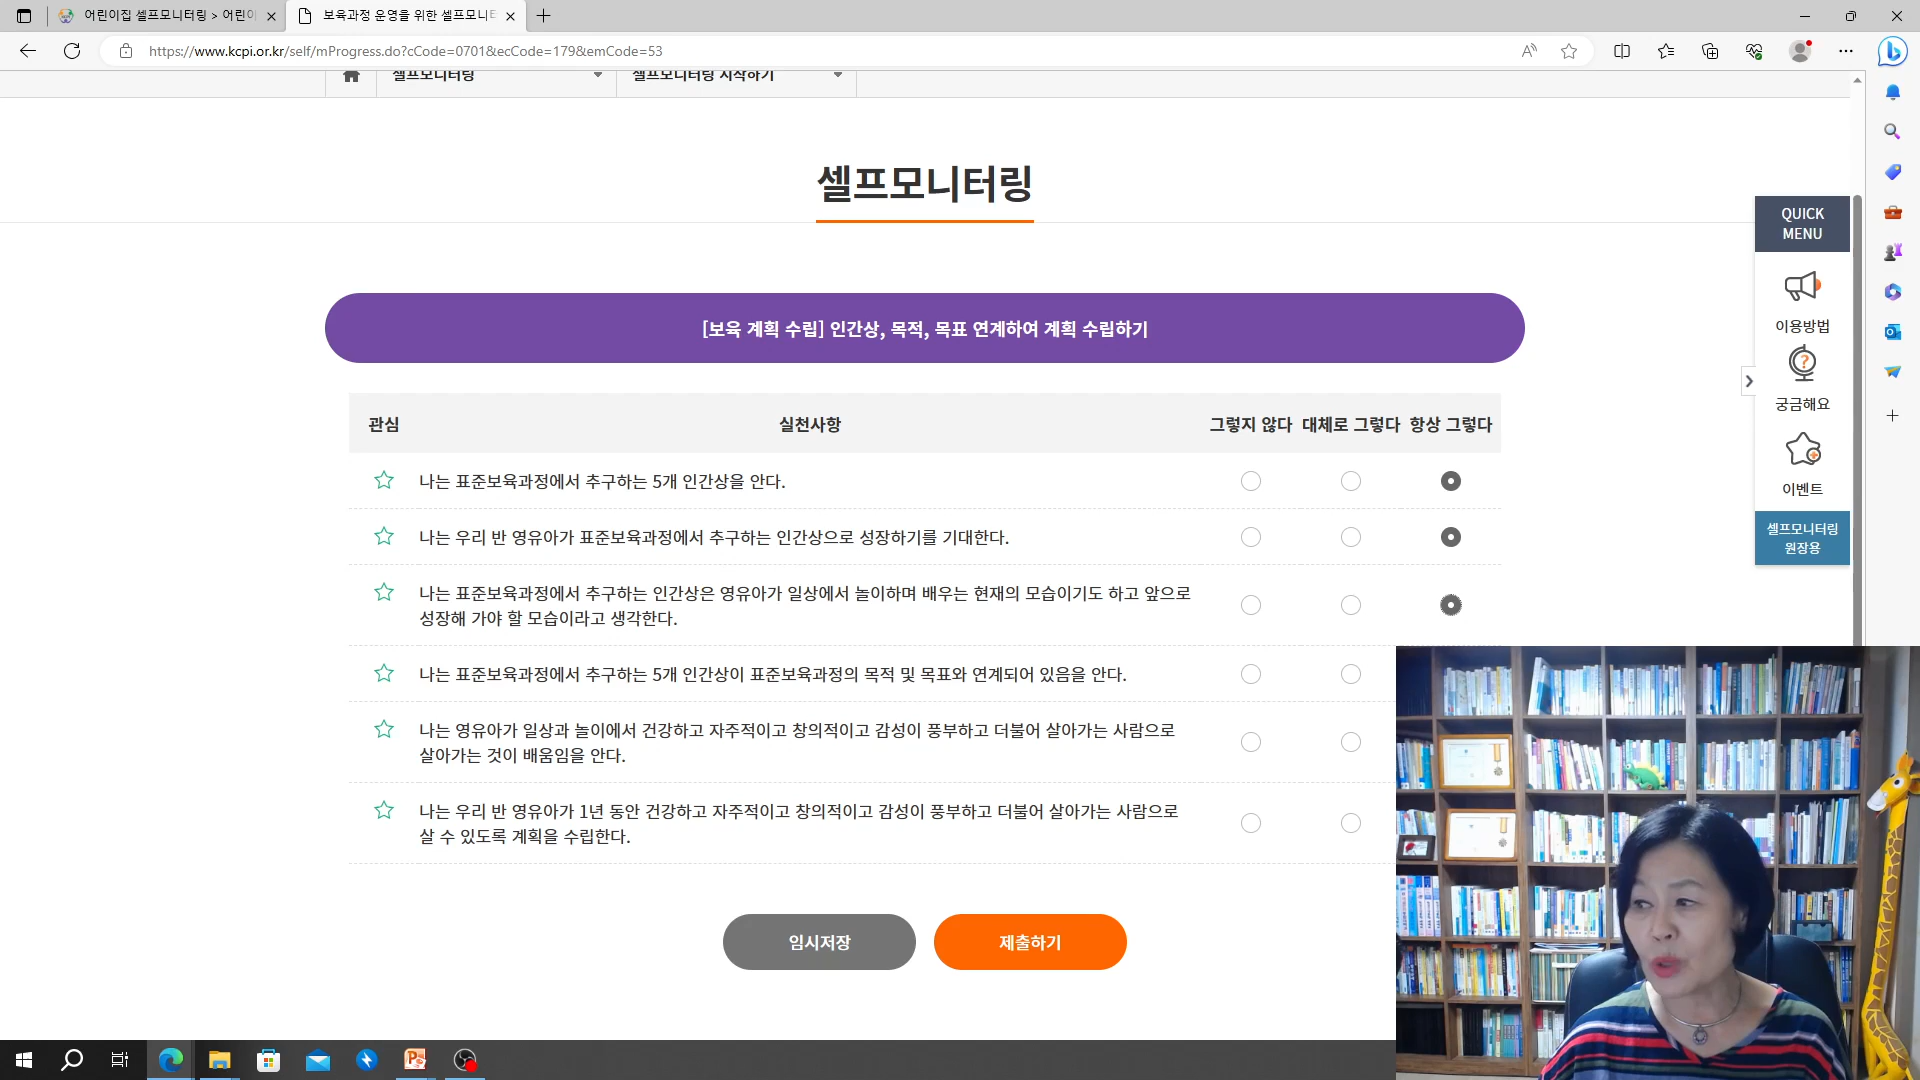 어린이집 셀프모니터링 > 어린이
보육과정 운영을 위한 셀프모니터
https://www.kcpi.or.kr/self/mProgress.do?cCode=0701&ecCode=179&emCode=53
셀프모니터링
셀프모니터링 시작하기
셀프모니터링
[보육 계획 수립] 인간상, 목적, 목표 연계하여 계획 수립하기
관심 실천사항 그렇지 않다 대체로 그렇다 항상 그렇다
나는 표준보육과정에서 추구하는 5개 인간상을 안다.
나는 우리 반 영유아가 표준보육과정에서 추구하는 인간상으로 성장하기를 기대한다.
나는 표준보육과정에서 추구하는 인간상은 영유아가 일상에서 놀이하며 배우는 현재의 모습이기도 하고 앞으로
성장해 가야 할 모습이라고 생각한다.
나는 표준보육과정에서 추구하는 5개 인간상이 표준보육과정의 목적 및 목표와 연계되어 있음을 안다.
나는 영유아가 일상과 놀이에서 건강하고 자주적이고 창의적이고 감성이 풍부하고 더불어 살아가는 사람으로
살아가는 것이 배움임을 안다.
나는 우리 반 영유아가 1년 동안 건강하고 자주적이고 창의적이고 감성이 풍부하고 더불어 살아가는 사람으로
살 수 있도록 계획을 수립한다.
임시저장
제출하기
QUICK
MENU
이용방법
궁금해요
이벤트
셀프모니터링
원장용